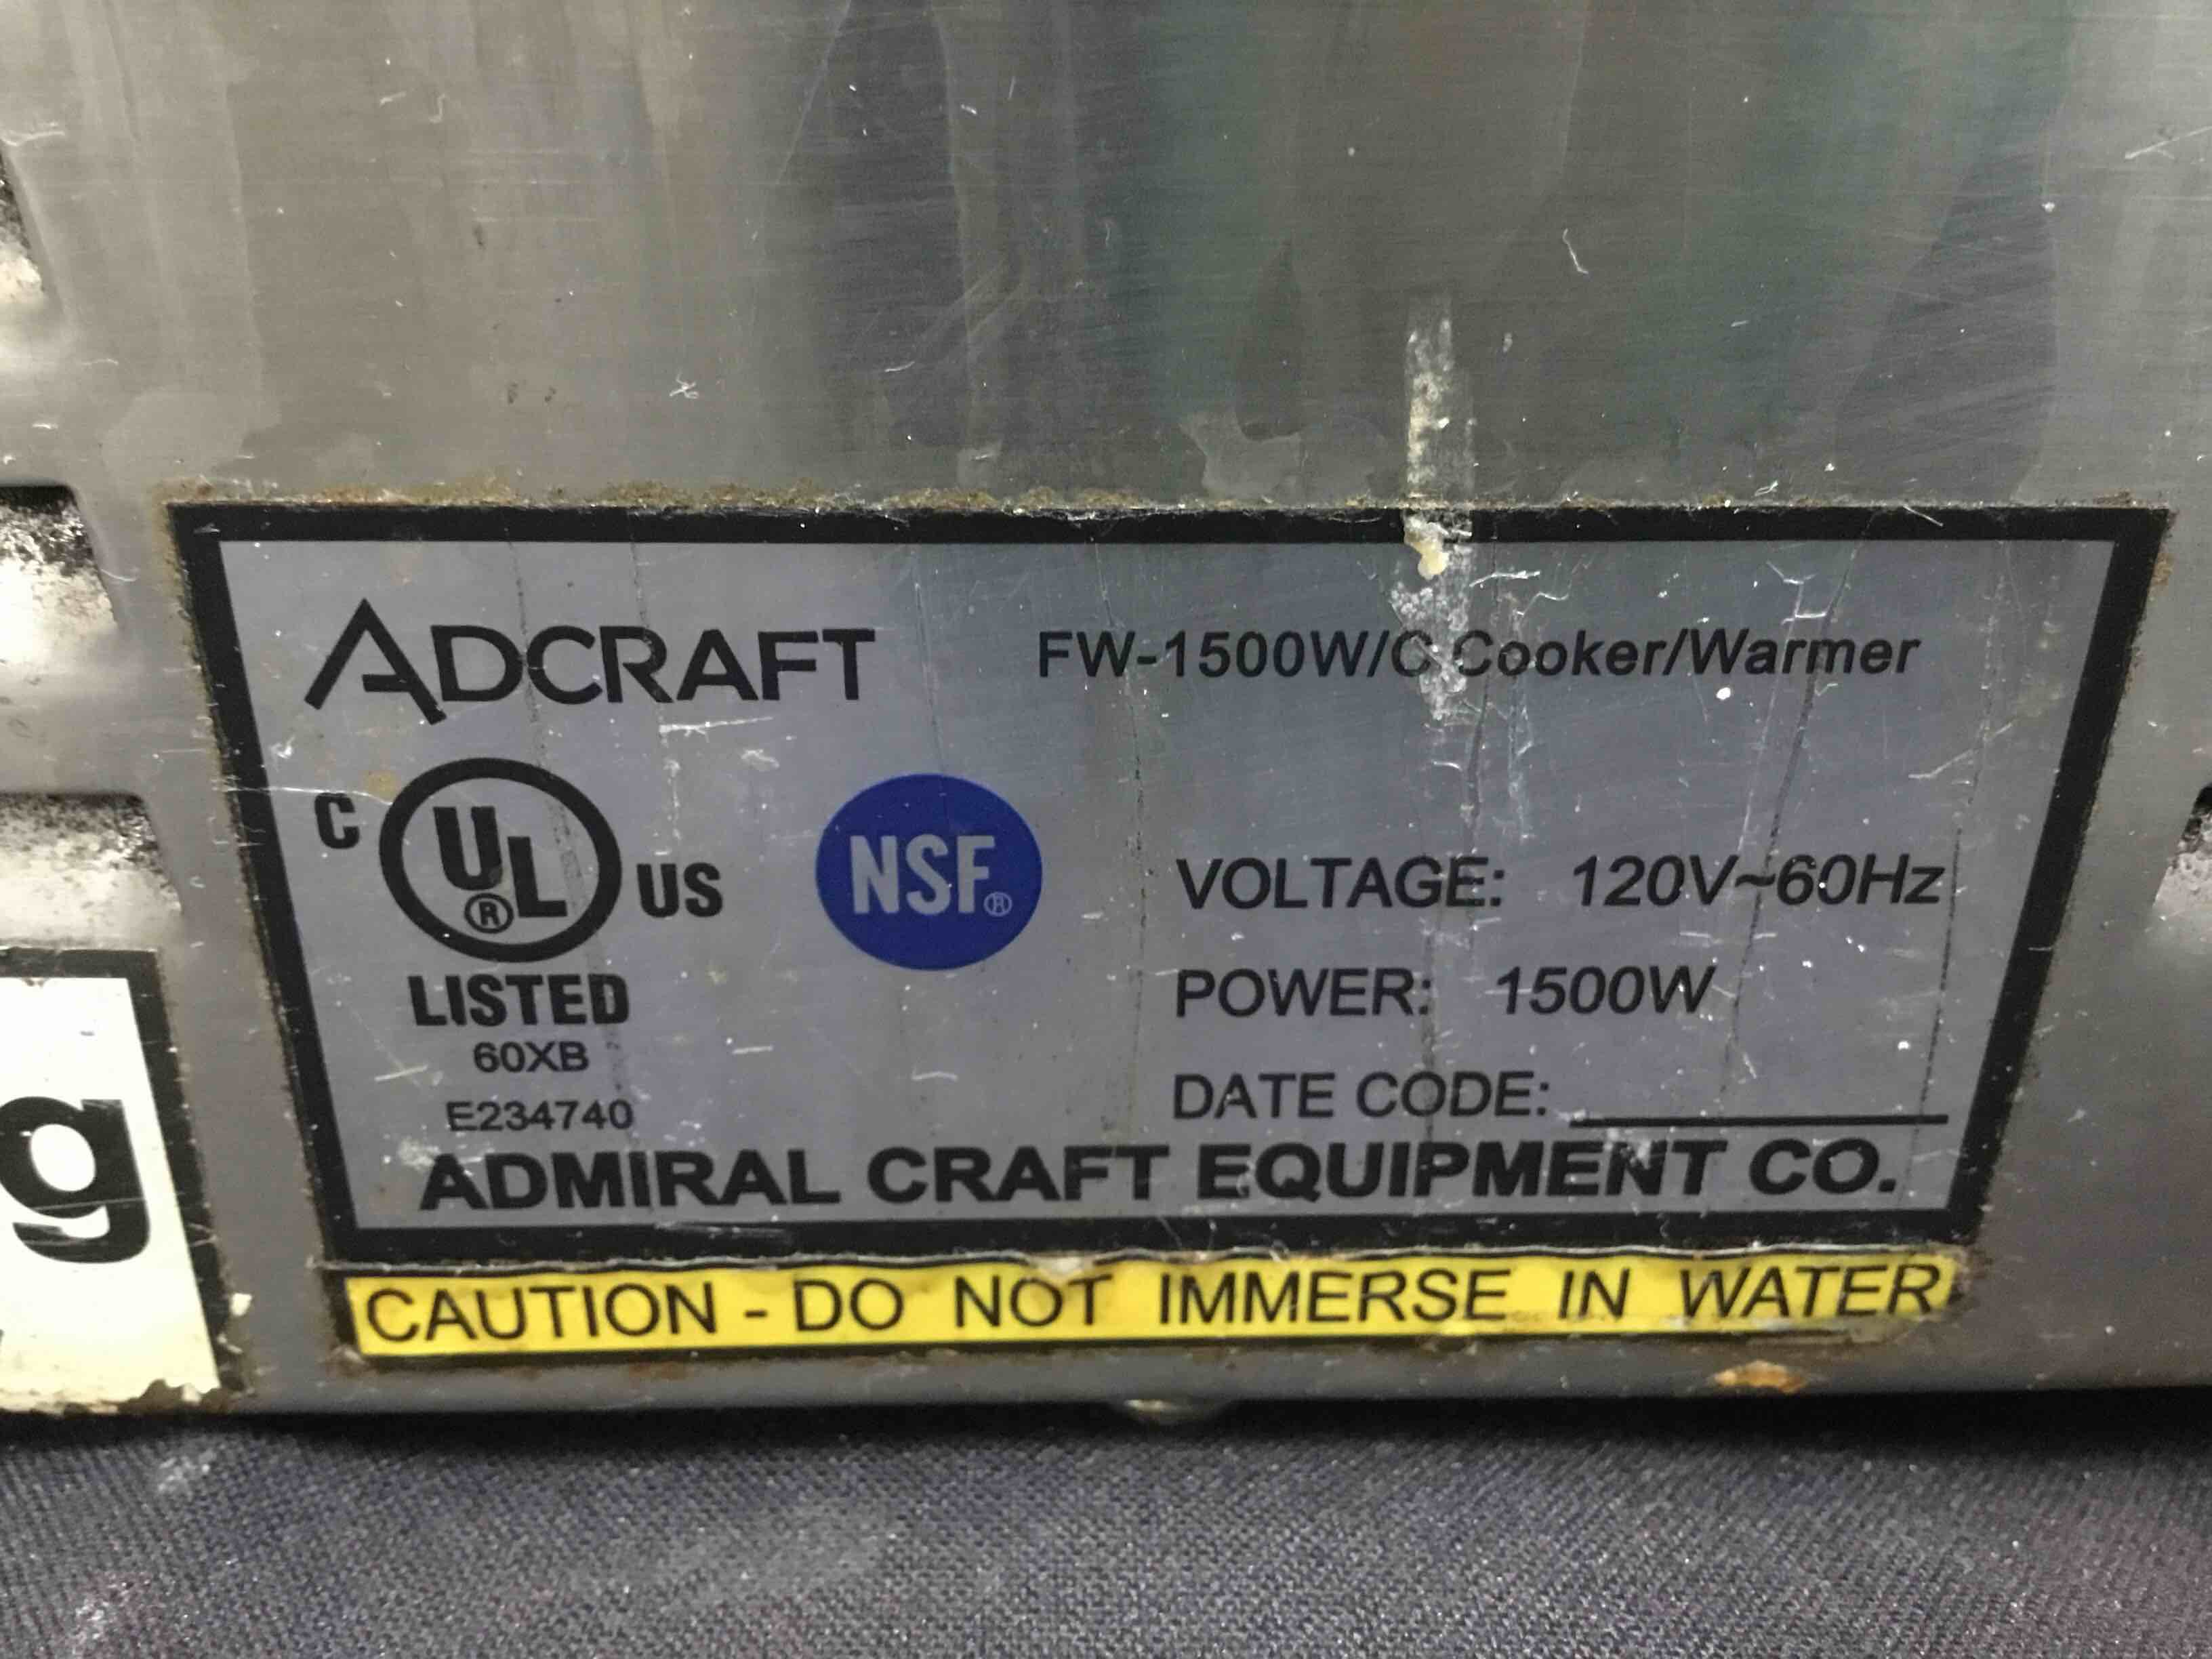 ADCRAFT FW-1500W/C Cooker/Warmer
C UL® US NSF®
VOLTAGE: 120V~60Hz
LISTED POWER: 1500W
60XB
E234740 DATE CODE:
ADMIRAL CRAFT EQUIPMENT CO.
CAUTION - DO NOT IMMERSE IN WATER
g